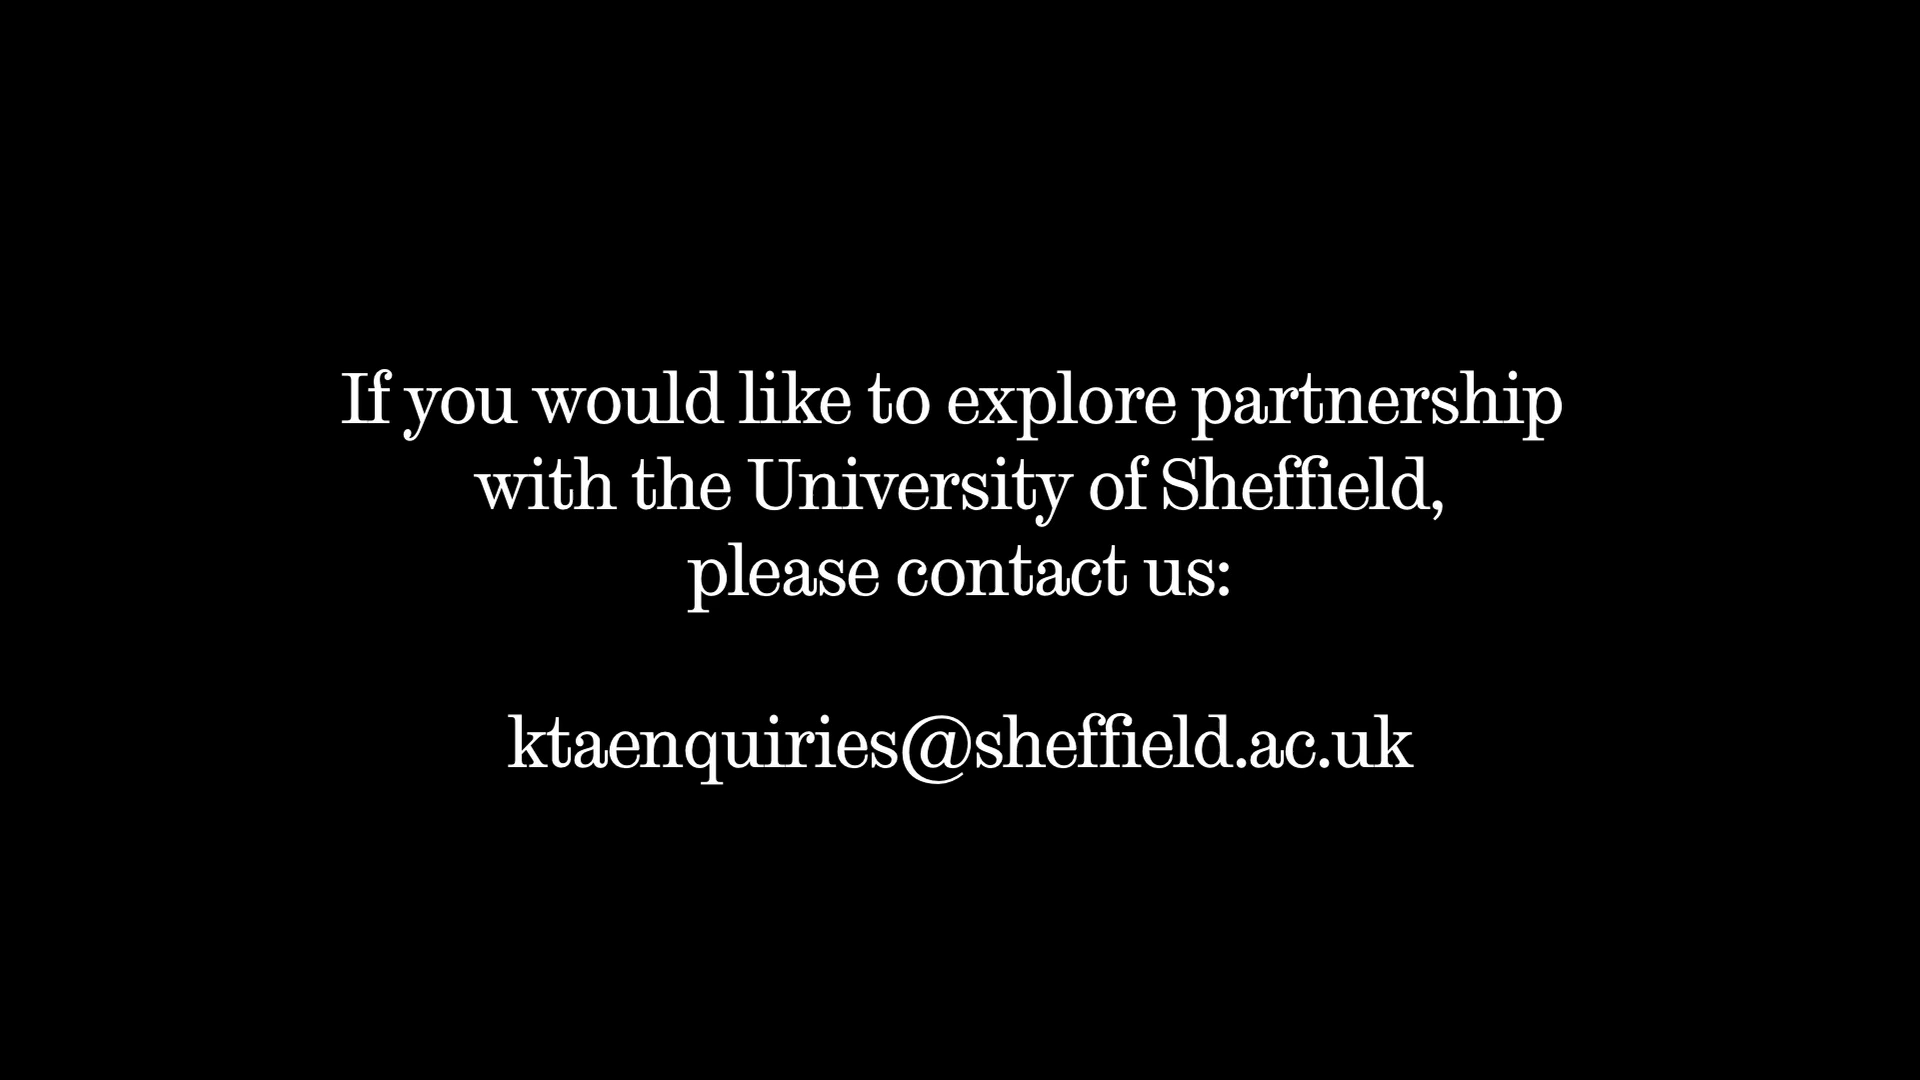 If you would like to explore partnership
with the University of Sheffield,
please contact us:
ktaenquiries@sheffield.ac.uk